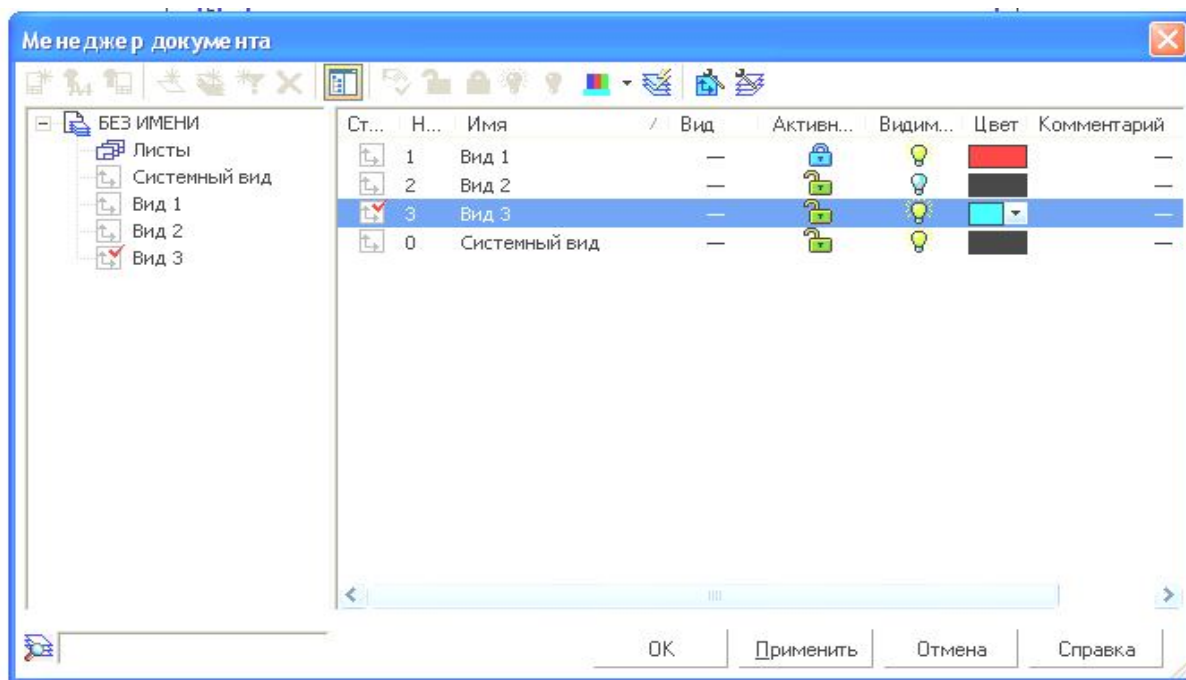 Менеджер документа
БЕЗ ИМЕНИ
Листы
Системный вид
Вид 1
Вид 2
Вид 3
Ст... Н... Имя / Вид Активн... Видим... Цвет Комментарий
1 Вид 1 — —
2 Вид 2 — —
3 Вид 3 — —
0 Системный вид — —
OK Применить Отмена Справка